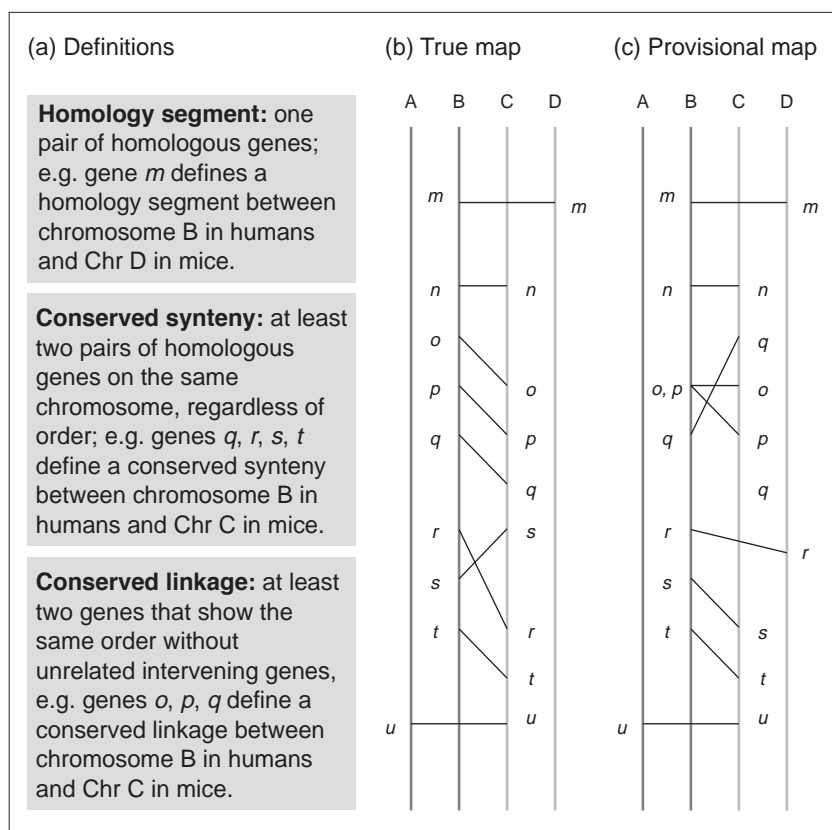 (a) Definitions
Homology segment: one
pair of homologous genes;
e.g. gene m defines a
homology segment between
chromosome B in humans
and Chr D in mice.
Conserved synteny: at least
two pairs of homologous
genes on the same
chromosome, regardless of
order; e.g. genes q, r, s, t
define a conserved synteny
between chromosome B in
humans and Chr C in mice.
Conserved linkage: at least
two genes that show the
same order without
unrelated intervening genes,
e.g. genes o, p, q define a
conserved linkage between
chromosome B in humans
and Chr C in mice.
(b) True map
A B C D
m m
n n
o
p o
q p
q
r s
s
t r
t
u u
(c) Provisional map
A B C D
m m
n n
q
o, p o
q p
q
r
r
s
t s
t
u u